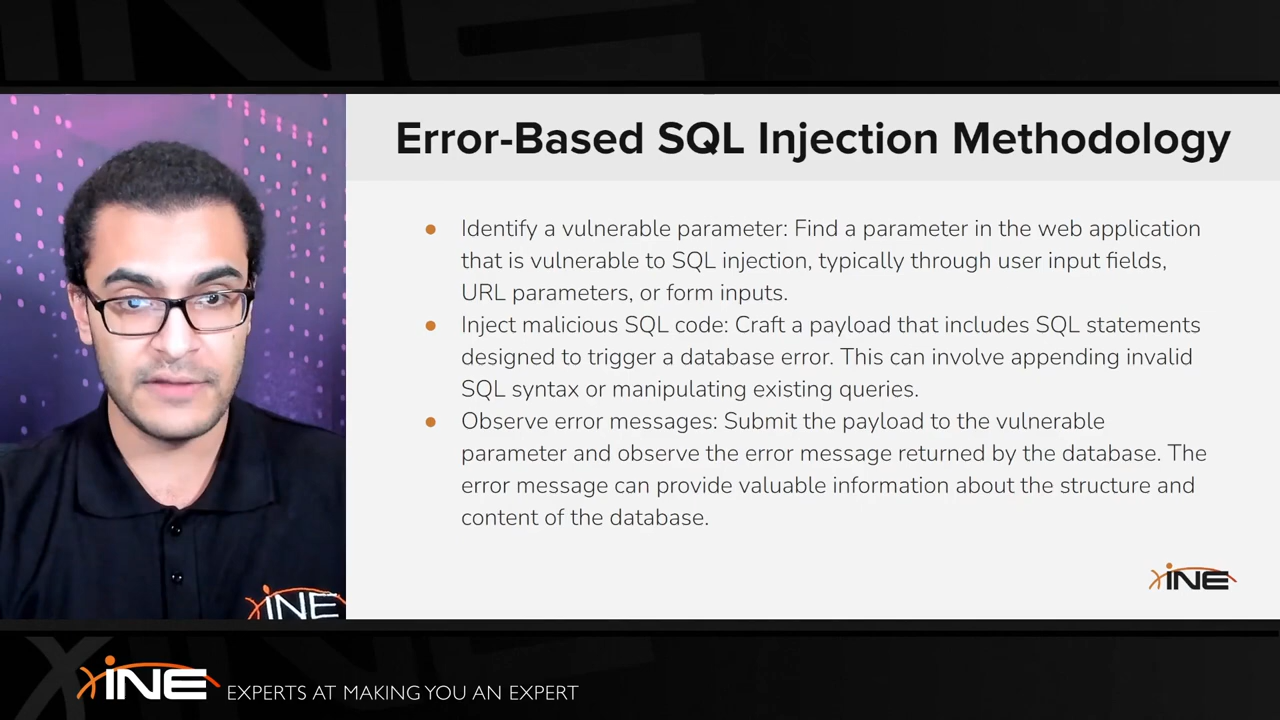 Error-Based SQL Injection Methodology
● Identify a vulnerable parameter: Find a parameter in the web application
that is vulnerable to SQL injection, typically through user input fields,
URL parameters, or form inputs.
● Inject malicious SQL code: Craft a payload that includes SQL statements
designed to trigger a database error. This can involve appending invalid
SQL syntax or manipulating existing queries.
● Observe error messages: Submit the payload to the vulnerable
parameter and observe the error message returned by the database. The
error message can provide valuable information about the structure and
content of the database.
INE
INE
INE EXPERTS AT MAKING YOU AN EXPERT